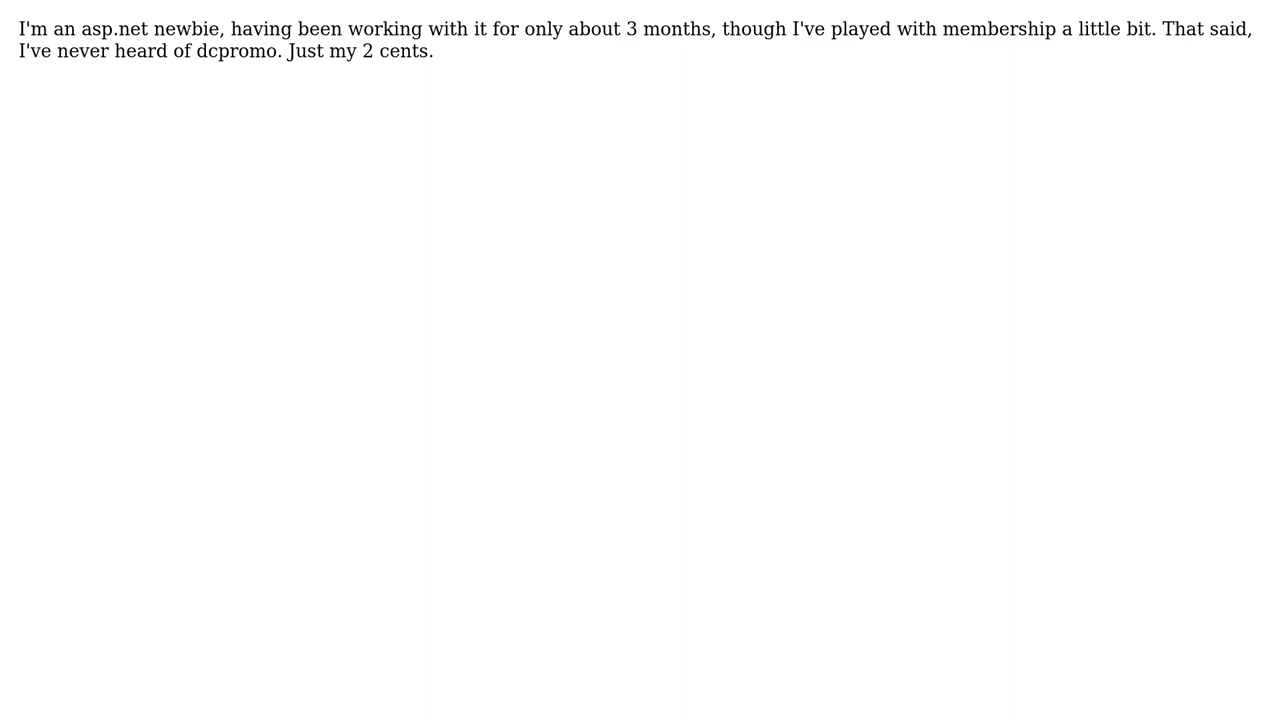 I'm an asp.net newbie, having been working with it for only about 3 months, though I've played with membership a little bit. That said,
I've never heard of dcpromo. Just my 2 cents.